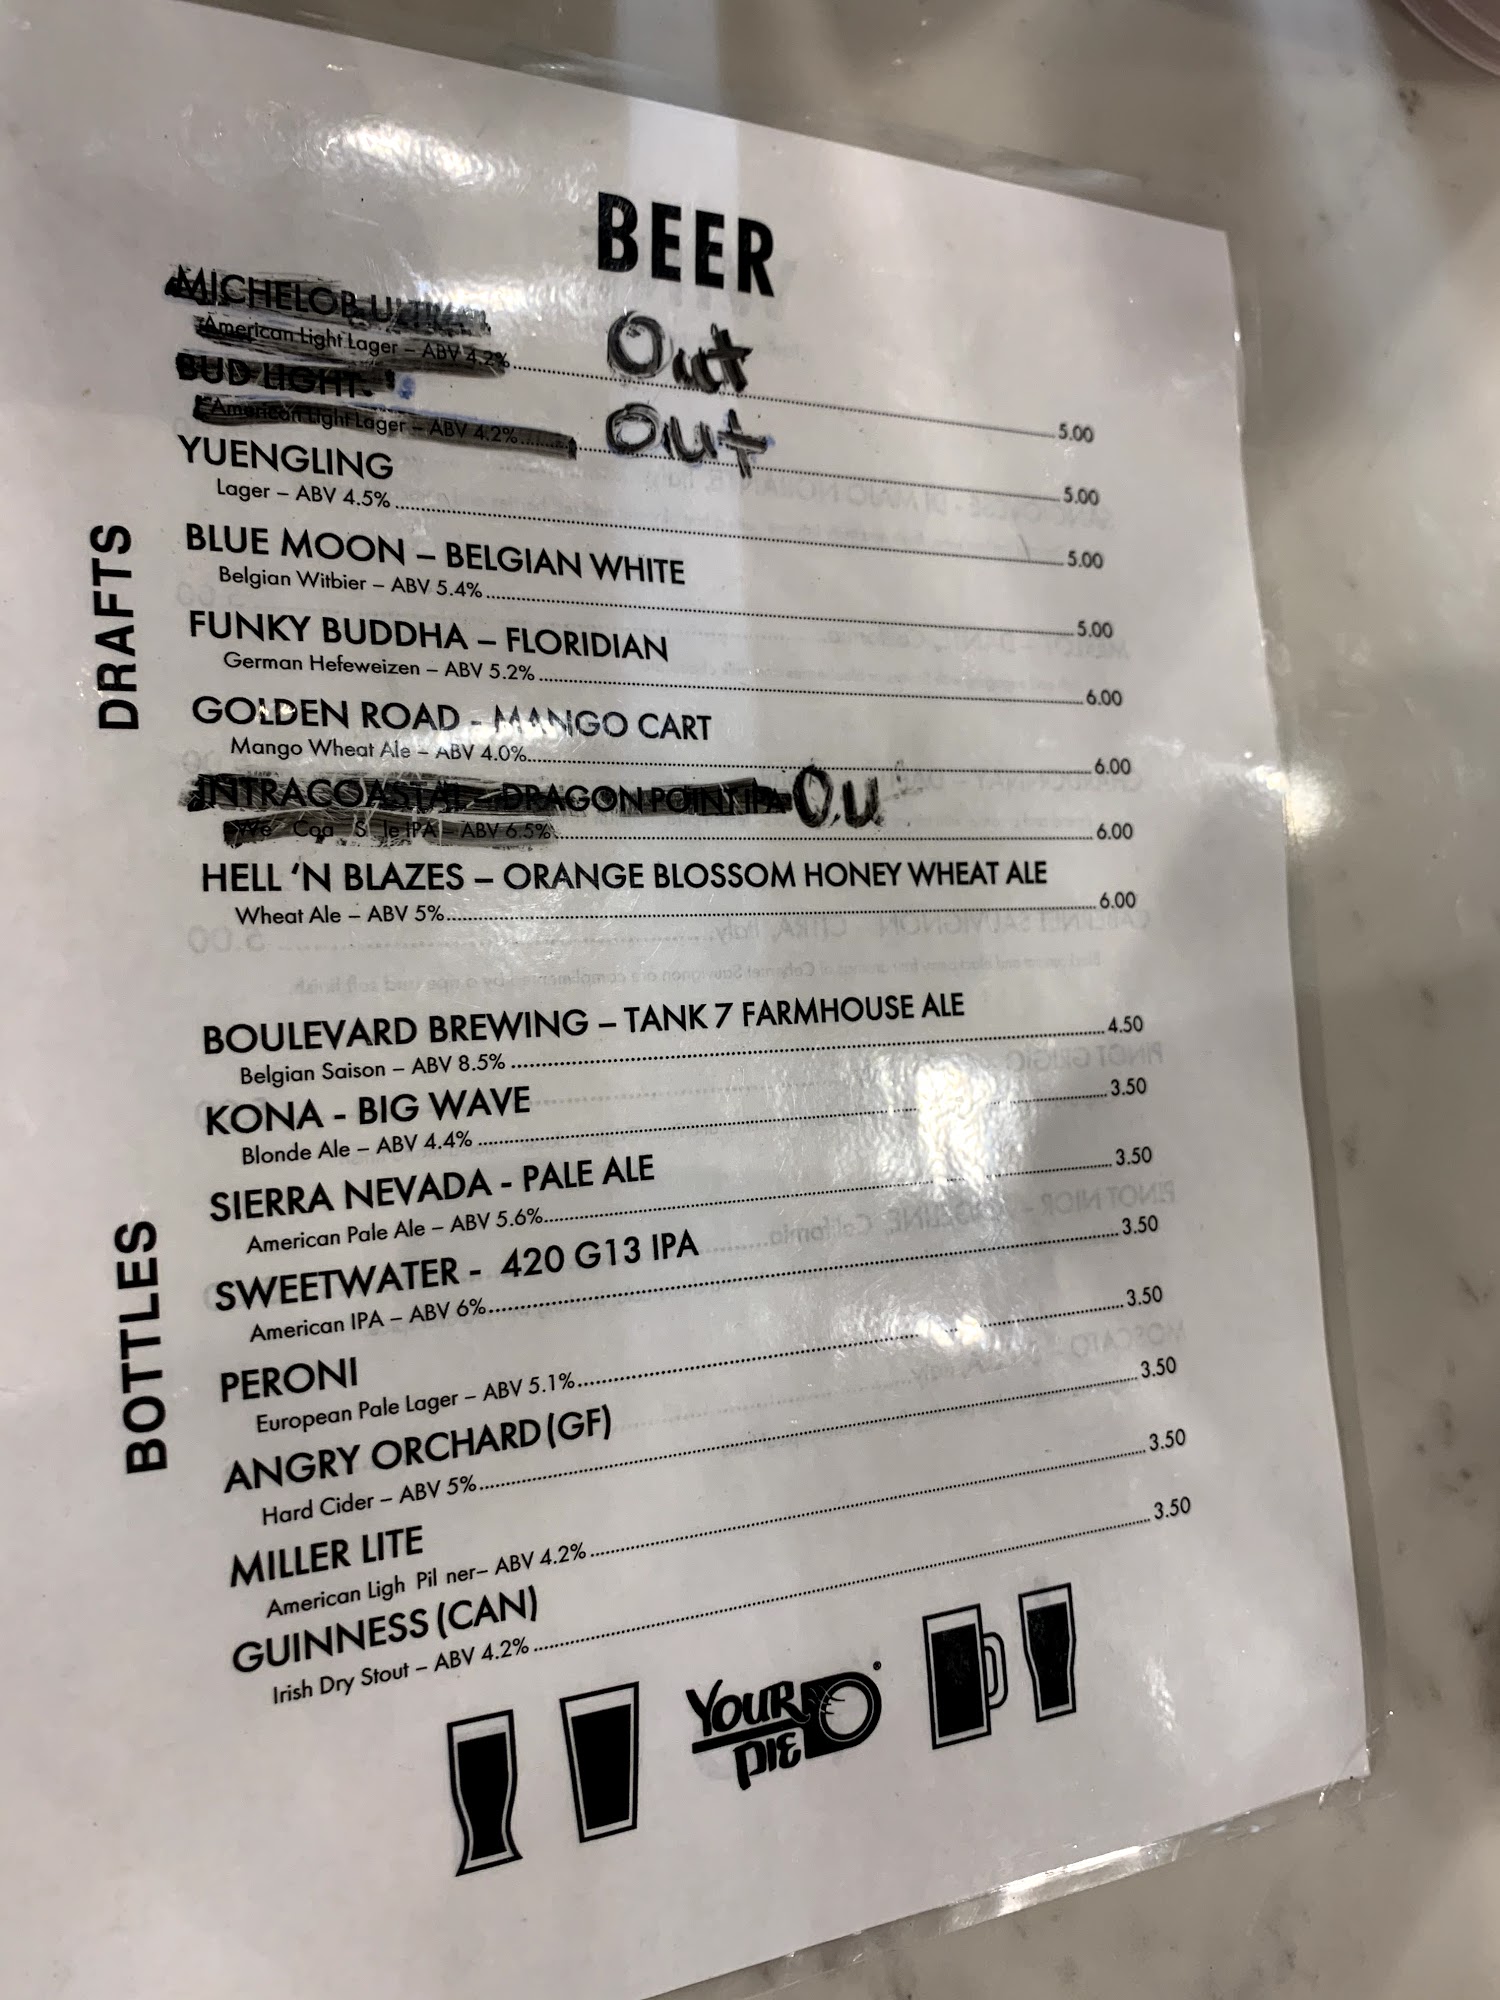 BEER
MICHELOB ULTRA Out
American Light Lager – ABV 4.2% 5.00
BUD LIGHT Out
American Light Lager – ABV 4.2% 5.00
DRAFTS
YUENGLING
Lager – ABV 4.5% 5.00
BLUE MOON – BELGIAN WHITE
Belgian Witbier – ABV 5.4% 5.00
FUNKY BUDDHA – FLORIDIAN
German Hefeweizen – ABV 5.2% 6.00
GOLDEN ROAD - MANGO CART
Mango Wheat Ale – ABV 4.0% 6.00
INTRACOASTAL – DRAGON POINT IPA Ou
IPA – ABV 6.5% 6.00
HELL ‘N BLAZES – ORANGE BLOSSOM HONEY WHEAT ALE
Wheat Ale – ABV 5% 6.00
BOTTLES
BOULEVARD BREWING – TANK 7 FARMHOUSE ALE
Belgian Saison – ABV 8.5% 4.50
KONA - BIG WAVE
Blonde Ale – ABV 4.4% 3.50
SIERRA NEVADA - PALE ALE
American Pale Ale – ABV 5.6% 3.50
SWEETWATER - 420 G13 IPA
American IPA – ABV 6% 3.50
PERONI
European Pale Lager – ABV 5.1% 3.50
ANGRY ORCHARD (GF)
Hard Cider – ABV 5% 3.50
MILLER LITE
American Ligh Pil ner– ABV 4.2% 3.50
GUINNESS (CAN)
Irish Dry Stout – ABV 4.2% 3.50
YOUR
PIE